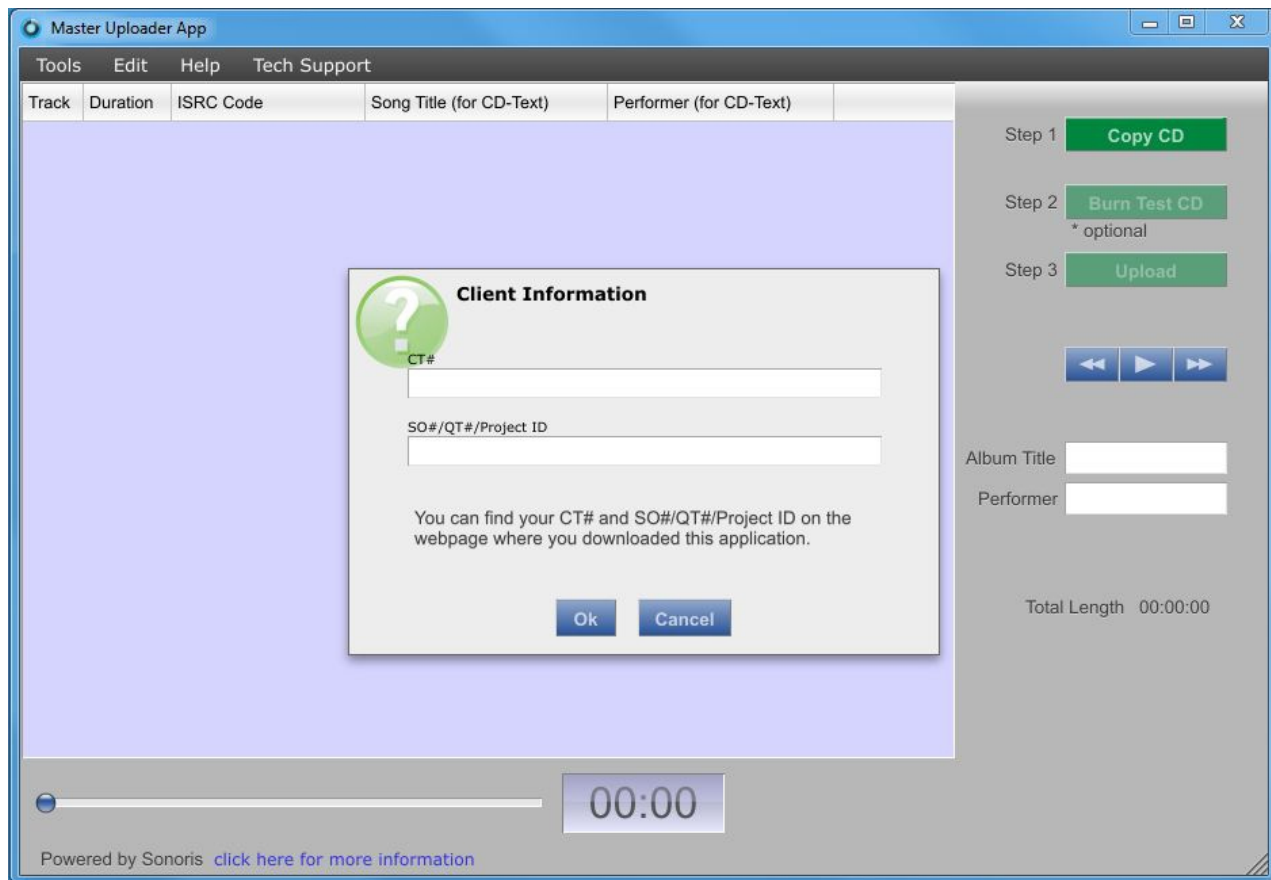 Master Uploader App
Tools Edit Help Tech Support
Track Duration ISRC Code Song Title (for CD-Text) Performer (for CD-Text)
Step 1 Copy CD
Step 2 Burn Test CD
* optional
Step 3 Upload
Client Information
CT#
SO#/QT#/Project ID
You can find your CT# and SO#/QT#/Project ID on the
webpage where you downloaded this application.
Ok Cancel
Album Title
Performer
Total Length 00:00:00
00:00
Powered by Sonoris click here for more information